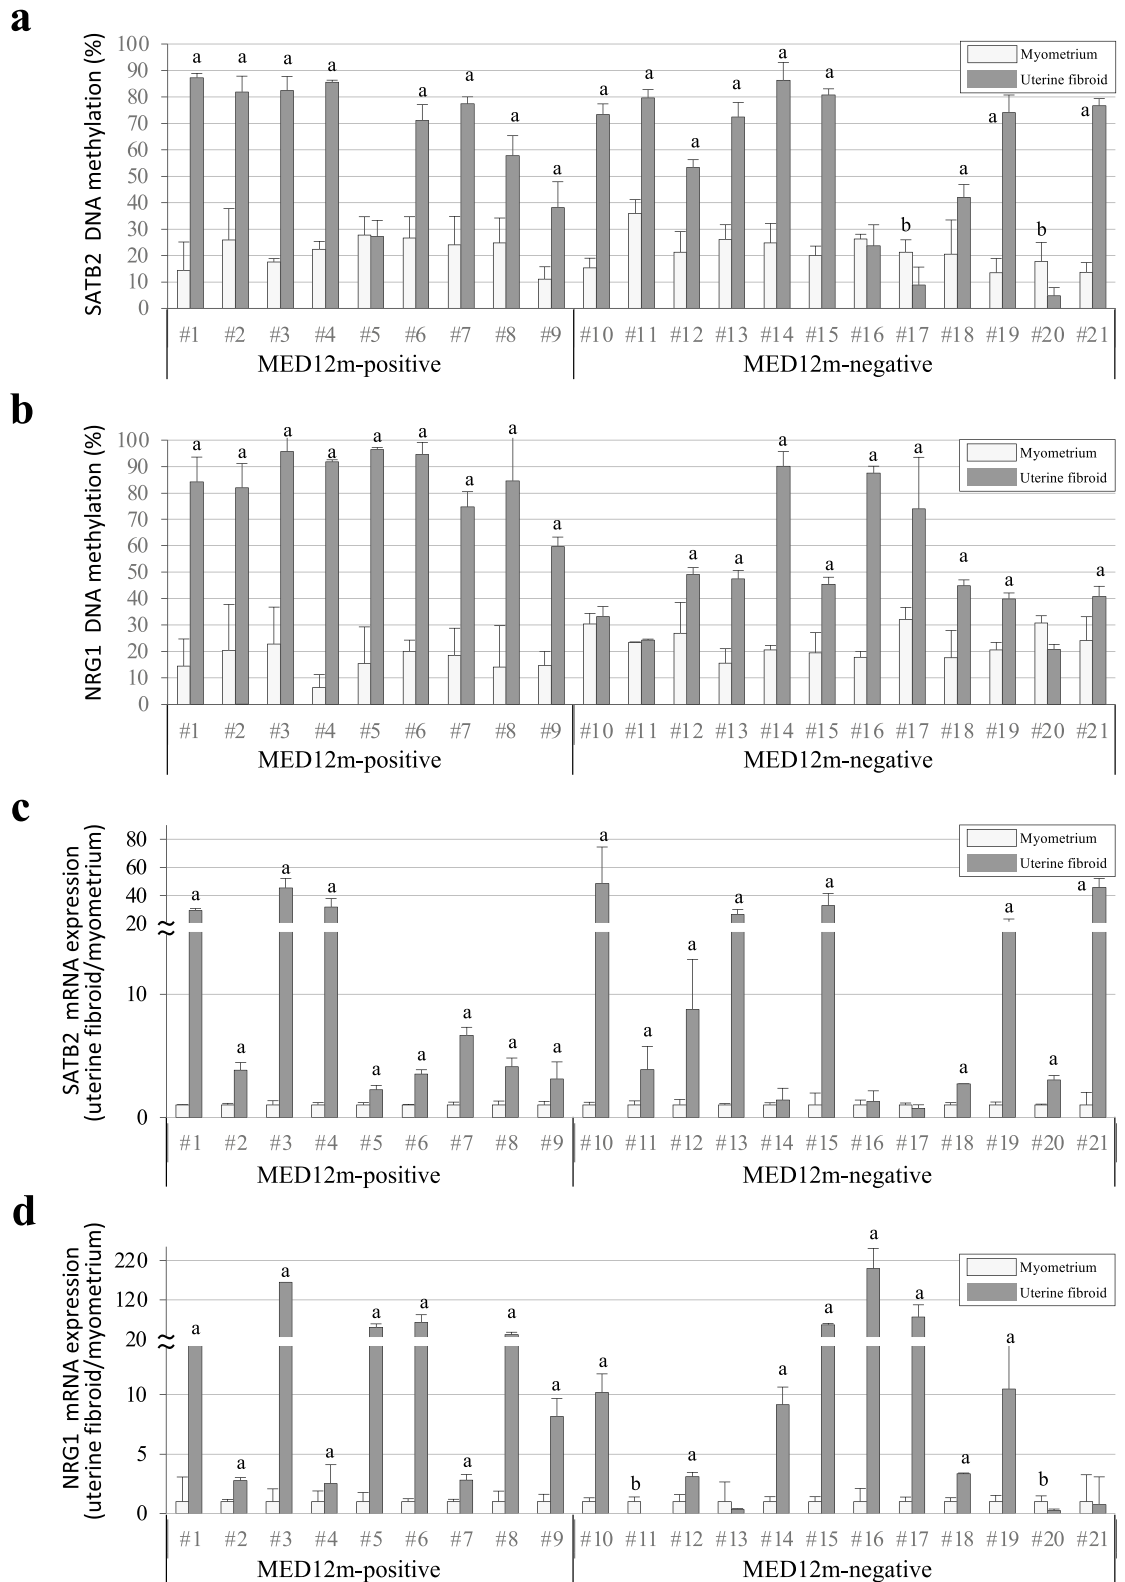 a
SATB2 DNA methylation (%)
100
90
80
70
60
50
40
30
20
10
0
a a a a a a a a a a a a a a b a a b a
Myometrium
Uterine fibroid
#1 #2 #3 #4 #5 #6 #7 #8 #9 #10 #11 #12 #13 #14 #15 #16 #17 #18 #19 #20 #21
MED12m-positive MED12m-negative
b
NRG1 DNA methylation (%)
100
90
80
70
60
50
40
30
20
10
0
a a a a a a a a a a a a a a a a a a
Myometrium
Uterine fibroid
#1 #2 #3 #4 #5 #6 #7 #8 #9 #10 #11 #12 #13 #14 #15 #16 #17 #18 #19 #20 #21
MED12m-positive MED12m-negative
c
SATB2 mRNA expression
(uterine fibroid/myometrium)
80
60
40
20
≈
10
0
a a a a a a a a a a a a a a a a a a
Myometrium
Uterine fibroid
#1 #2 #3 #4 #5 #6 #7 #8 #9 #10 #11 #12 #13 #14 #15 #16 #17 #18 #19 #20 #21
MED12m-positive MED12m-negative
d
NRG1 mRNA expression
(uterine fibroid/myometrium)
220
120
20
≈
10
5
0
a a a a a a a a a a b a a a a a a a b
Myometrium
Uterine fibroid
#1 #2 #3 #4 #5 #6 #7 #8 #9 #10 #11 #12 #13 #14 #15 #16 #17 #18 #19 #20 #21
MED12m-positive MED12m-negative